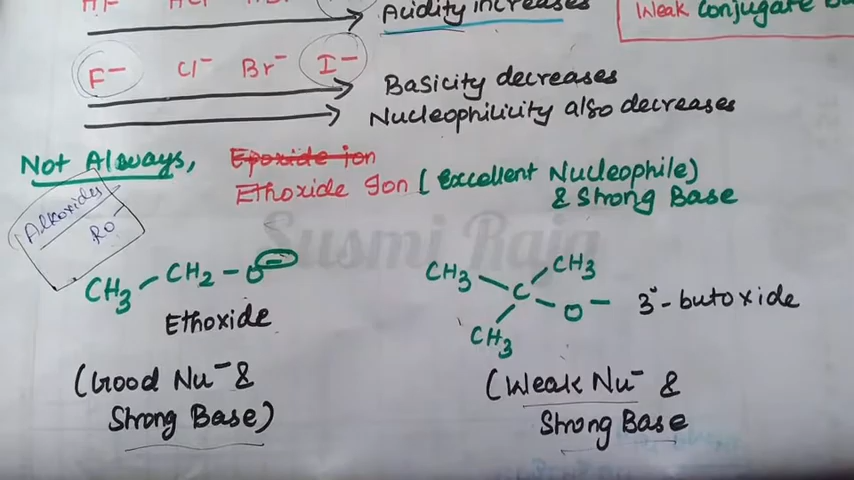 Acidity increases
Weak Conjugate
F⁻ Cl⁻ Br⁻ I⁻
Basicity decreases
Nucleophilicity also decreases
Not Always, Epoxide ion
Ethoxide Ion (Excellent Nucleophile)
& Strong Base
Alkoxides
RO
Susmi Raja
CH3 CH2 - O⁻
Ethoxide
CH3 C CH3
CH3 O - 3°-butoxide
(Good Nu⁻ &
Strong Base)
(Weak Nu⁻ &
Strong Base